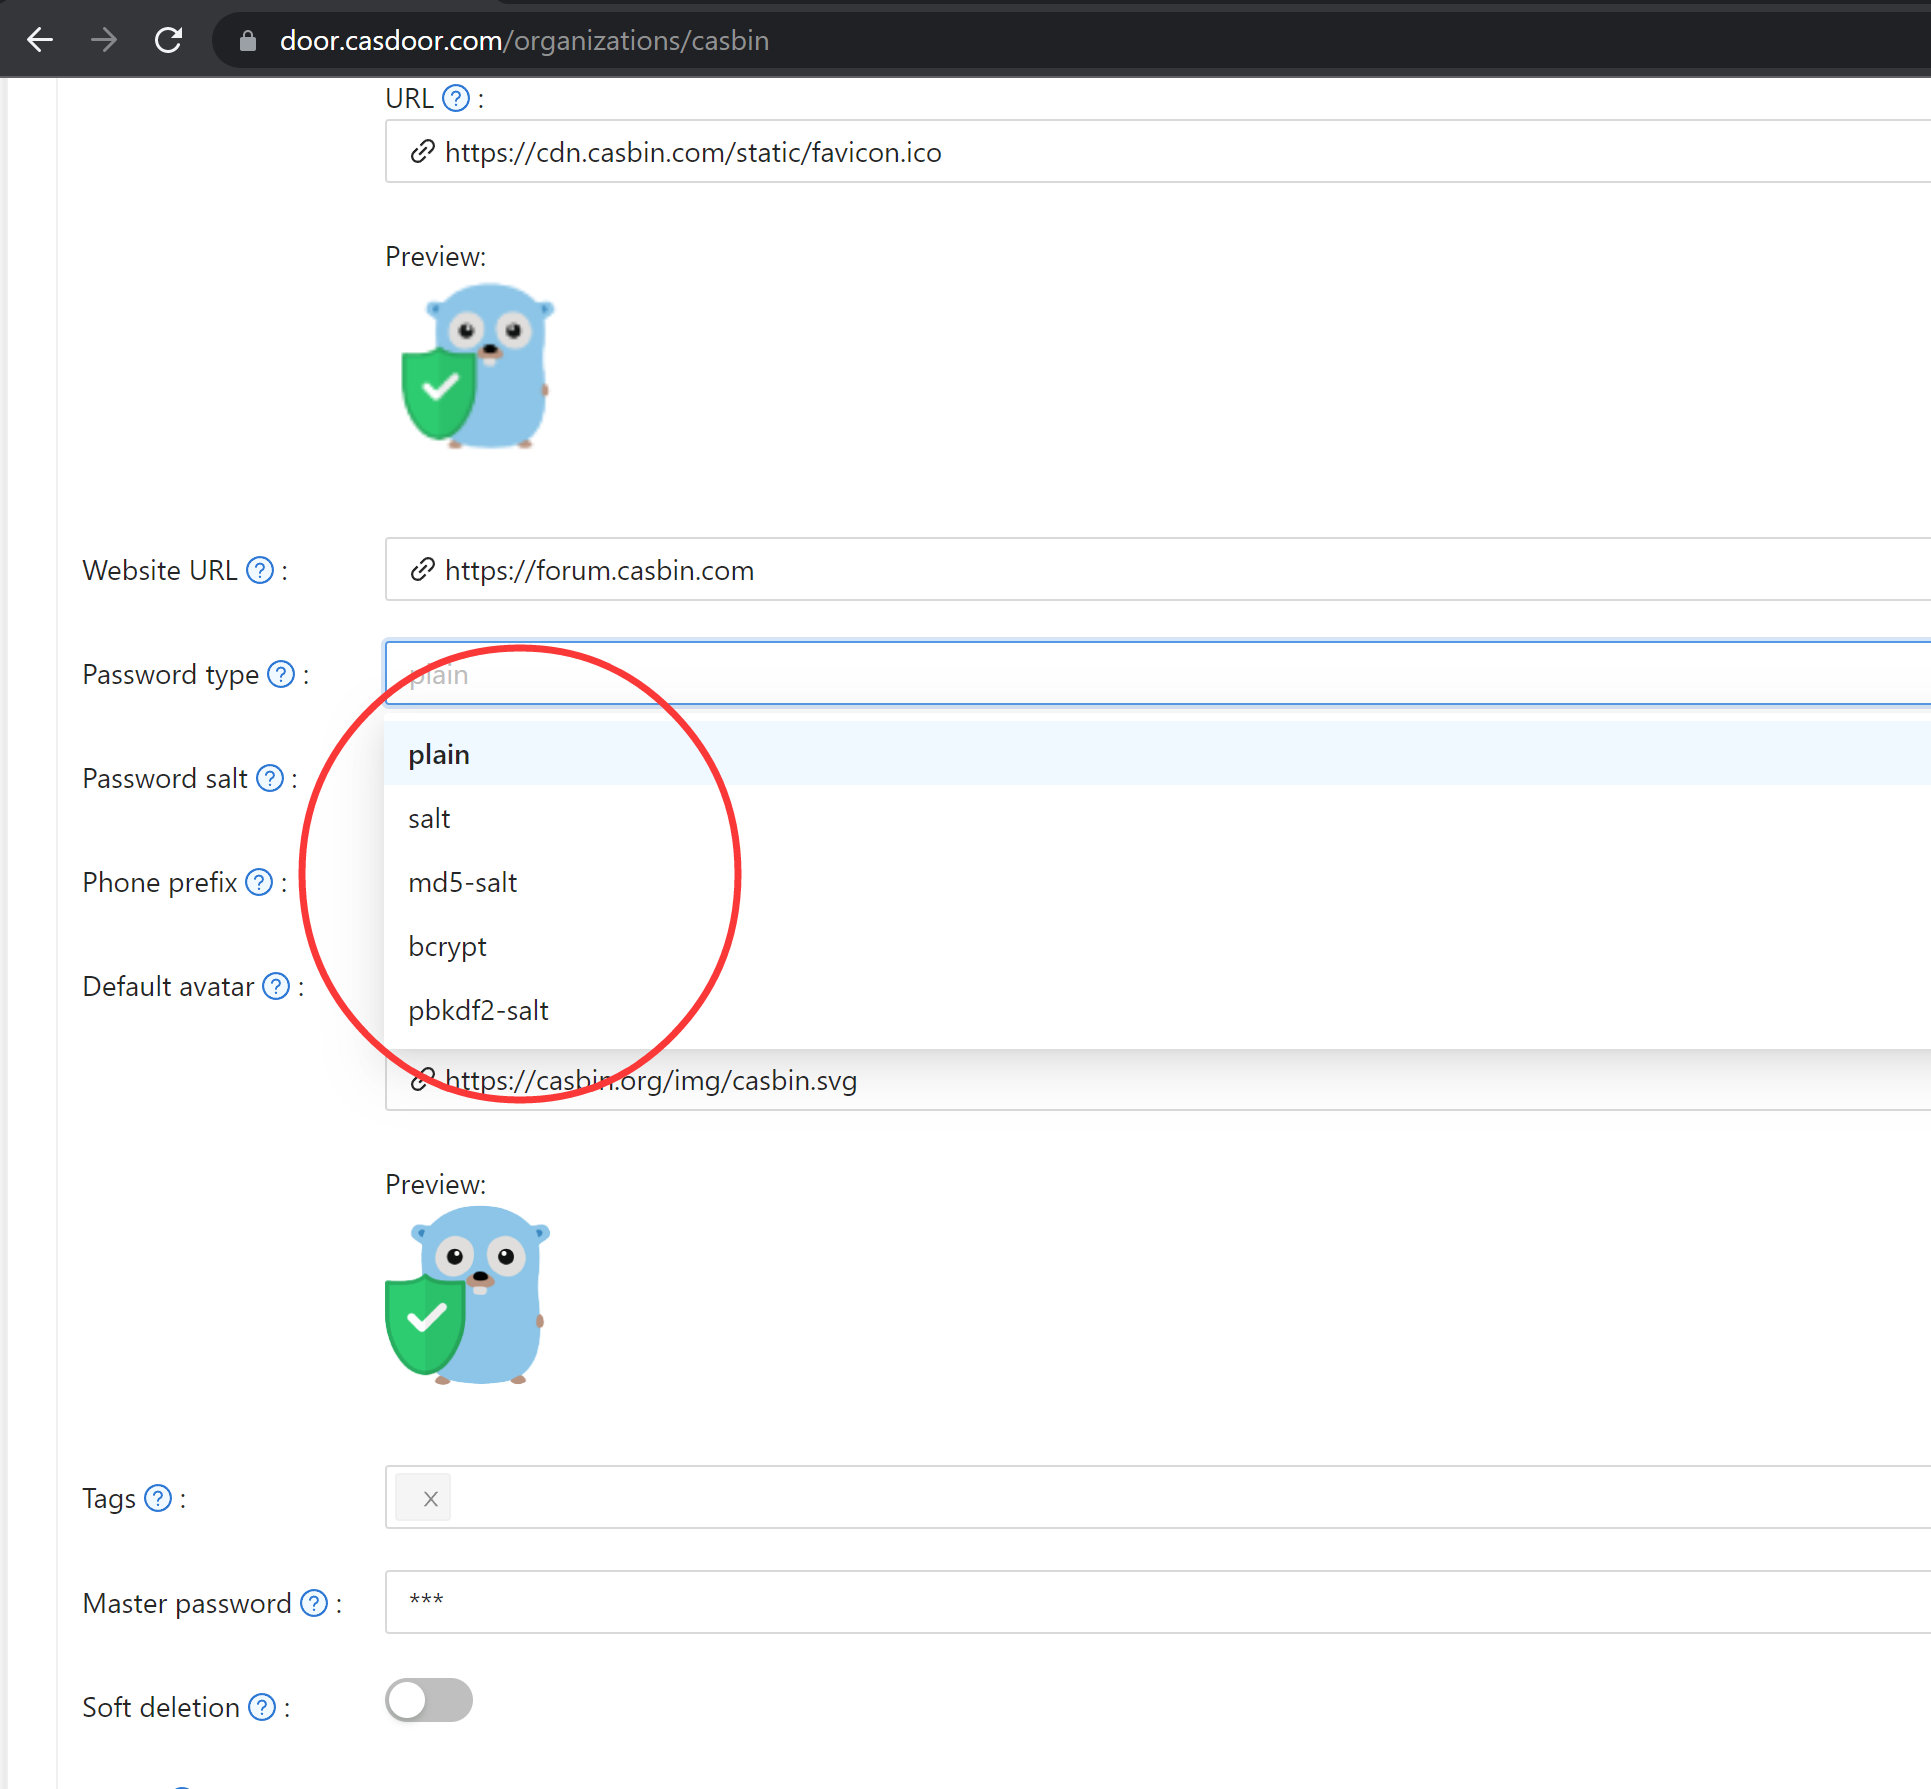 door.casdoor.com/organizations/casbin
URL ? :
https://cdn.casbin.com/static/favicon.ico
Preview:
Website URL ? :
https://forum.casbin.com
Password type ? :
plain
plain
Password salt ? :
salt
md5-salt
Phone prefix ? :
bcrypt
Default avatar ? :
pbkdf2-salt
https://casbin.org/img/casbin.svg
Preview:
Tags ? :
X
Master password ? :
***
Soft deletion ? :